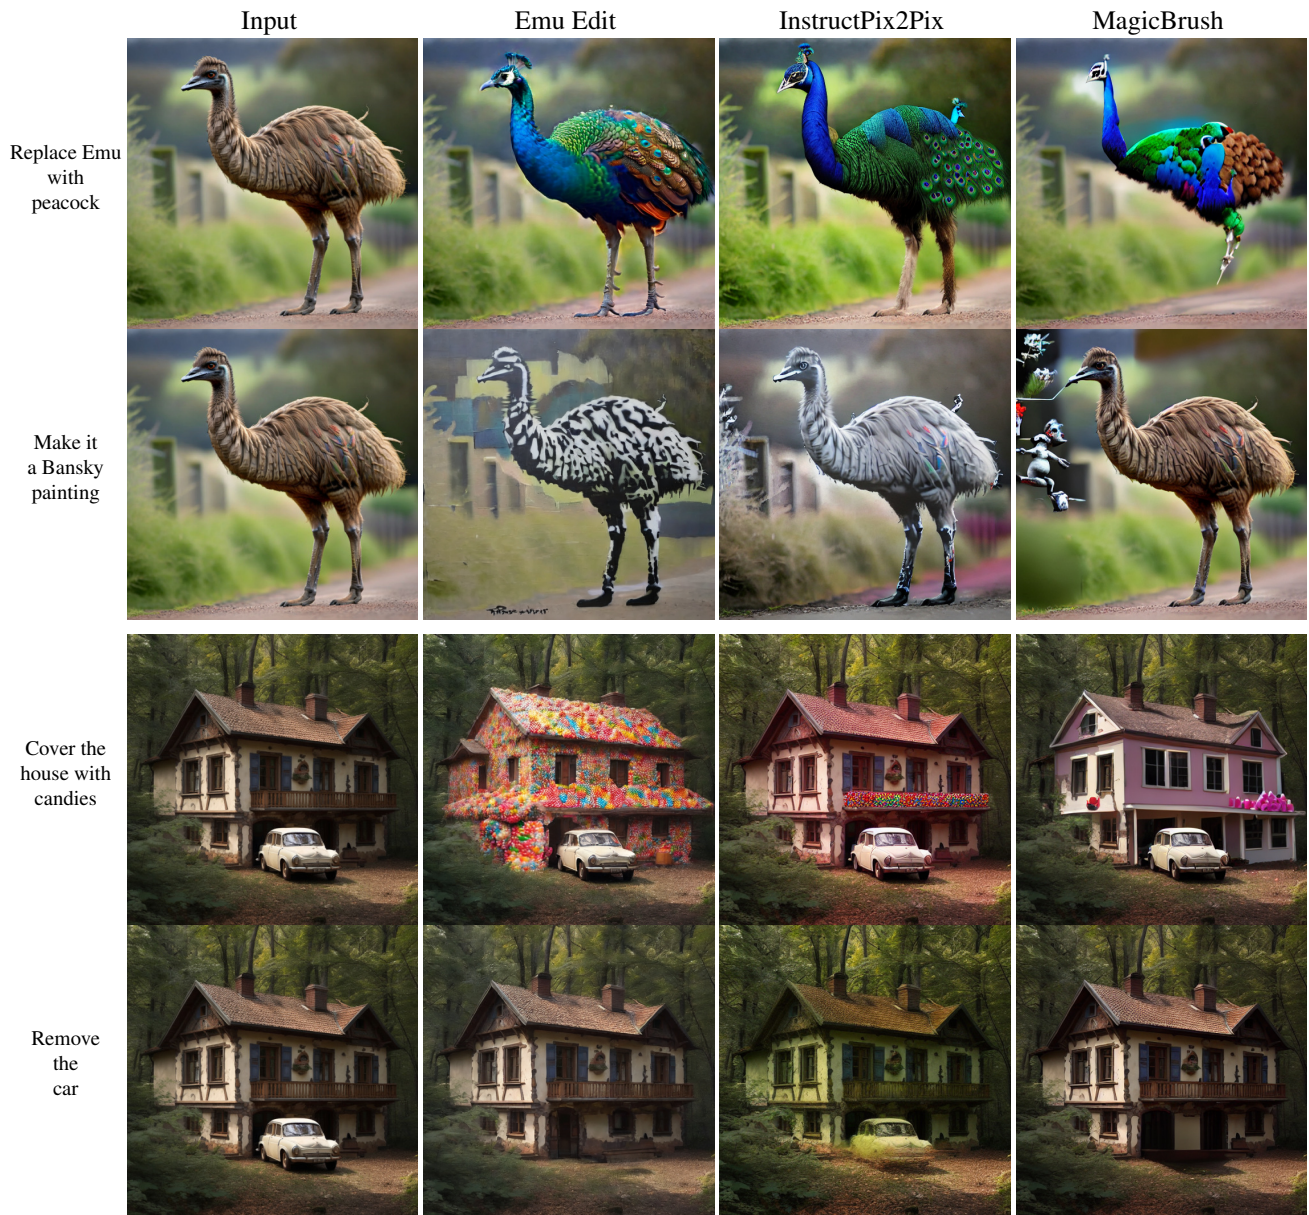 Input
Emu Edit
InstructPix2Pix
MagicBrush
Replace Emu
with
peacock
Make it
a Bansky
painting
Cover the
house with
candies
Remove
the
car